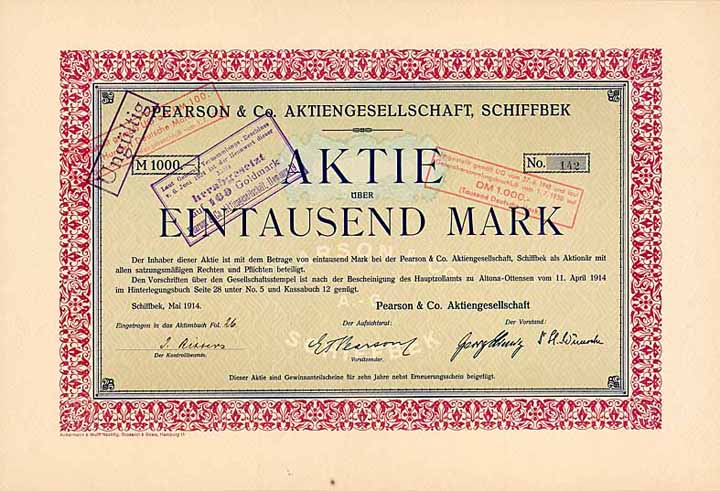 PEARSON & Co. AKTIENGESELLSCHAFT, SCHIFFBEK
Ungültig
M 1000.—
No. 142
AKTIE
ÜBER
EINTAUSEND MARK
herabgesetzt
Goldmark
DM 1.000.-
Der Inhaber dieser Aktie ist mit dem Betrage von eintausend Mark bei der Pearson & Co. Aktiengesellschaft, Schiffbek als Aktionär mit
allen satzungsmäßigen Rechten und Pflichten beteiligt.
Den Vorschriften über den Gesellschaftsstempel ist nach der Bescheinigung des Hauptzollamts zu Altona-Ottensen vom 11. April 1914
im Hinterlegungsbuch Seite 28 unter No. 5 und Kassabuch 12 genügt.
Schiffbek, Mai 1914.
Pearson & Co. Aktiengesellschaft
Eingetragen in das Aktienbuch Fol. 26
Der Aufsichtsrat:
Der Vorstand:
Der Kontrollbeamte.
Vorsitzender.
Dieser Aktie sind Gewinnanteilscheine für zehn Jahre nebst Erneuerungsschein beigefügt.